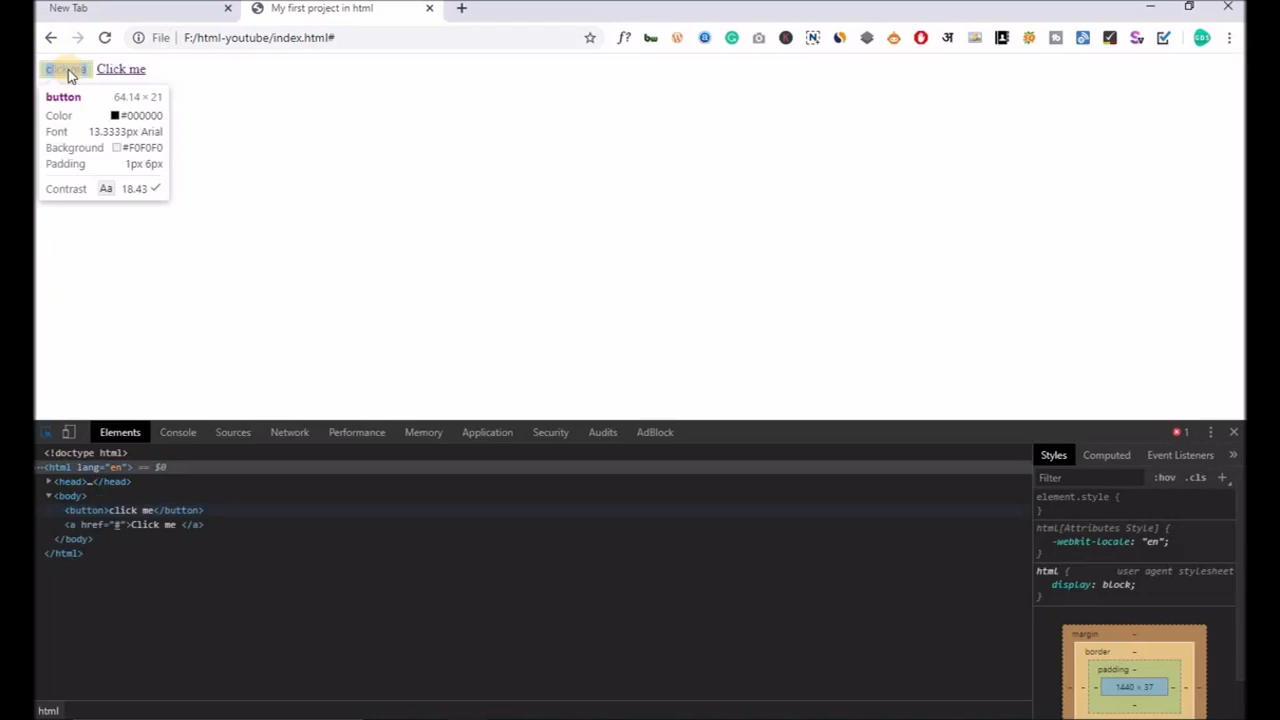 New Tab
My first project in html
File F:/html-youtube/index.html#
click me Click me
button 64.14 × 21
Color #000000
Font 13.3333px Arial
Background #F0F0F0
Padding 1px 6px
Contrast Aa 18.43
Elements Console Sources Network Performance Memory Application Security Audits AdBlock 1
<!doctype html>
<html lang="en"> == $0
<head>…</head>
<body>
<button>click me</button>
<a href="#">Click me </a>
</body>
</html>
html
Styles Computed Event Listeners
Filter :hov .cls
element.style {
}
html[Attributes Style] {
-webkit-locale: "en";
}
html { user agent stylesheet
display: block;
}
margin -
border -
padding -
- - - 1440 × 37 - - -
-